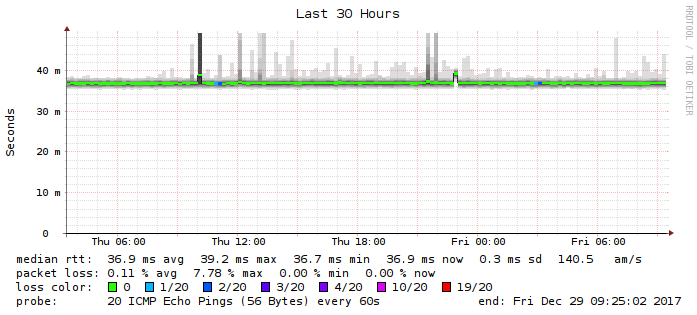 Last 30 Hours
RRDTOOL / TOBI OETIKER
Seconds
40 m
30 m
20 m
10 m
0
Thu 06:00 Thu 12:00 Thu 18:00 Fri 00:00 Fri 06:00
median rtt: 36.9 ms avg 39.2 ms max 36.7 ms min 36.9 ms now 0.3 ms sd 140.5 am/s
packet loss: 0.11 % avg 7.78 % max 0.00 % min 0.00 % now
loss color: 0 1/20 2/20 3/20 4/20 10/20 19/20
probe: 20 ICMP Echo Pings (56 Bytes) every 60s end: Fri Dec 29 09:25:02 2017